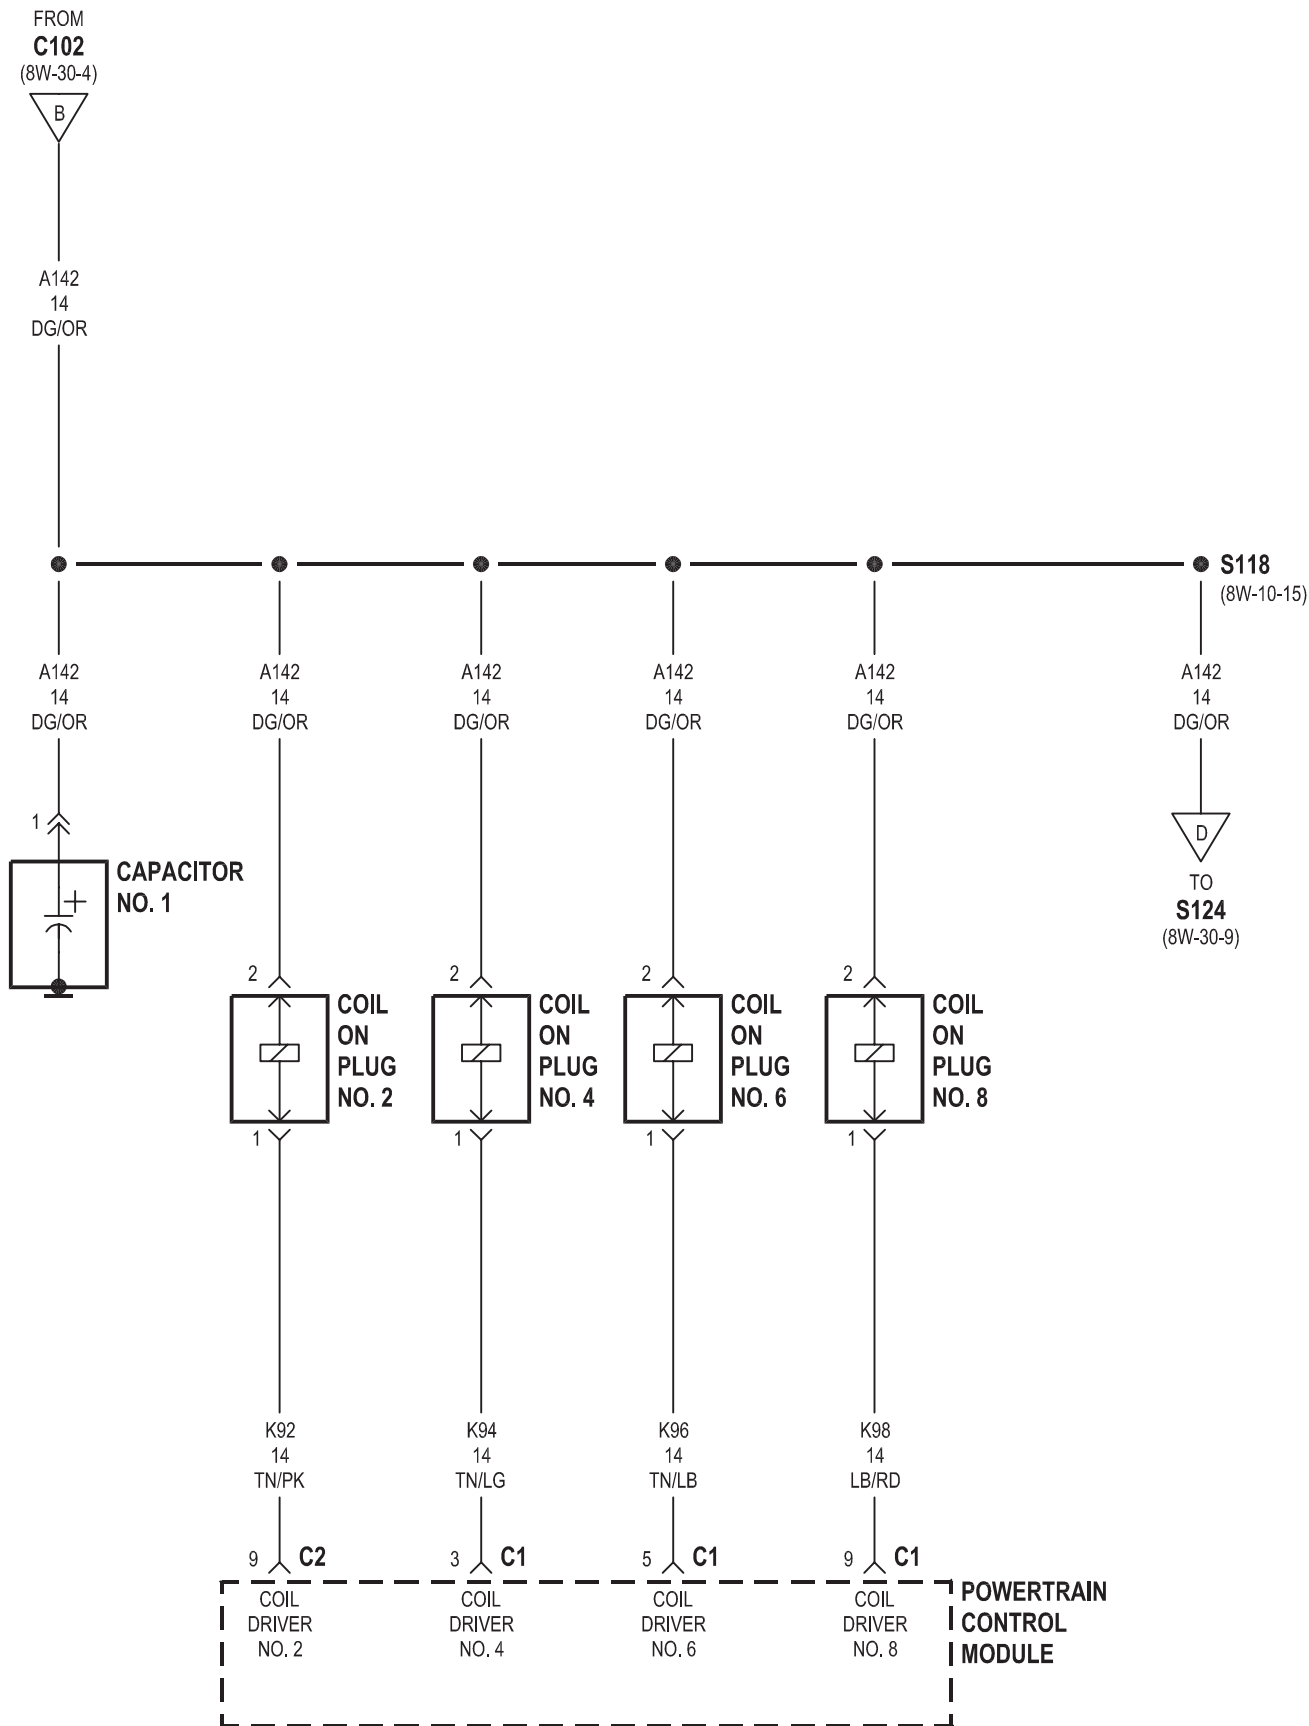 FROM
C102
(8W-30-4)
B
A142
14
DG/OR
S118
(8W-10-15)
A142
14
DG/OR
A142
14
DG/OR
A142
14
DG/OR
A142
14
DG/OR
A142
14
DG/OR
A142
14
DG/OR
1
CAPACITOR
NO. 1
D
TO
S124
(8W-30-9)
2
COIL
ON
PLUG
NO. 2
1
2
COIL
ON
PLUG
NO. 4
1
2
COIL
ON
PLUG
NO. 6
1
2
COIL
ON
PLUG
NO. 8
1
K92
14
TN/PK
K94
14
TN/LG
K96
14
TN/LB
K98
14
LB/RD
9 C2
3 C1
5 C1
9 C1
COIL
DRIVER
NO. 2
COIL
DRIVER
NO. 4
COIL
DRIVER
NO. 6
COIL
DRIVER
NO. 8
POWERTRAIN
CONTROL
MODULE